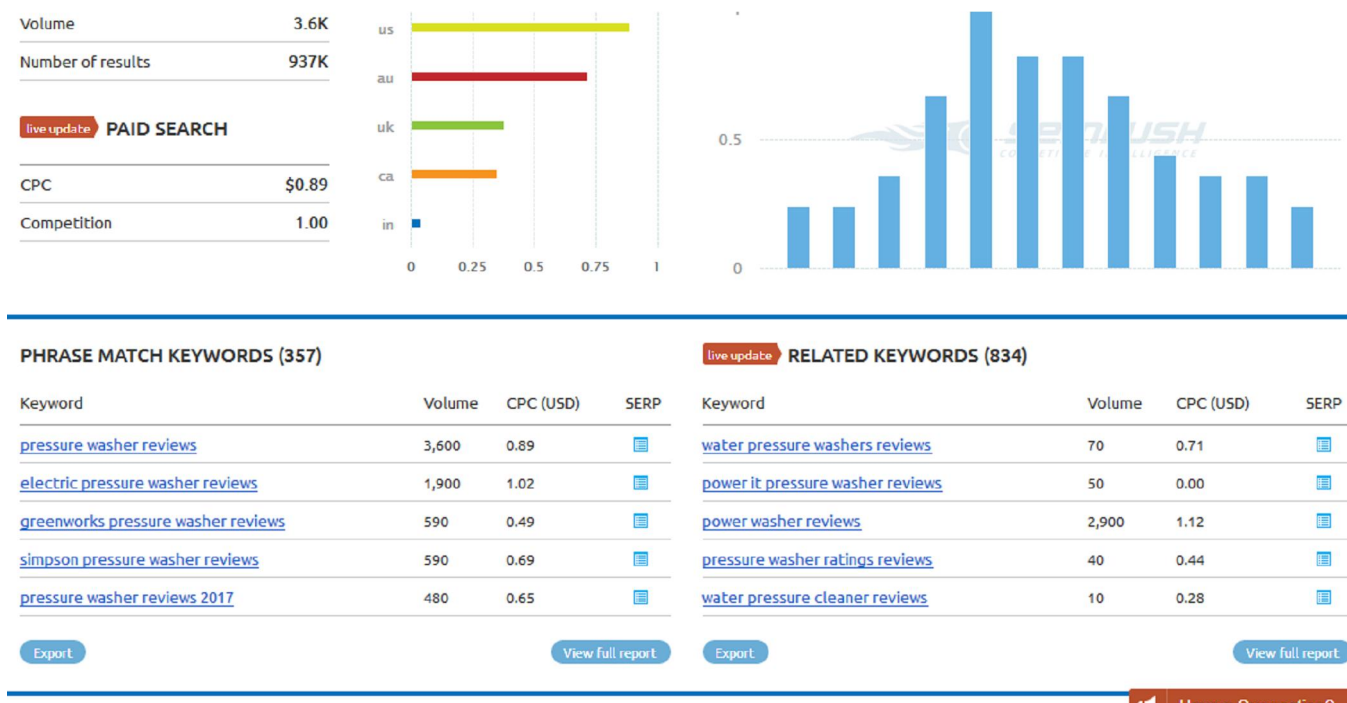 Volume 3.6K
Number of results 937K
live update PAID SEARCH
CPC $0.89
Competition 1.00
us
au
uk
ca
in
0 0.25 0.5 0.75 1
0.5
0
SEMRUSH
COMPETITIVE INTELLIGENCE
PHRASE MATCH KEYWORDS (357)
Keyword Volume CPC (USD) SERP
pressure washer reviews 3,600 0.89
electric pressure washer reviews 1,900 1.02
greenworks pressure washer reviews 590 0.49
simpson pressure washer reviews 590 0.69
pressure washer reviews 2017 480 0.65
Export View full report
live update RELATED KEYWORDS (834)
Keyword Volume CPC (USD) SERP
water pressure washers reviews 70 0.71
power it pressure washer reviews 50 0.00
power washer reviews 2,900 1.12
pressure washer ratings reviews 40 0.44
water pressure cleaner reviews 10 0.28
Export View full report